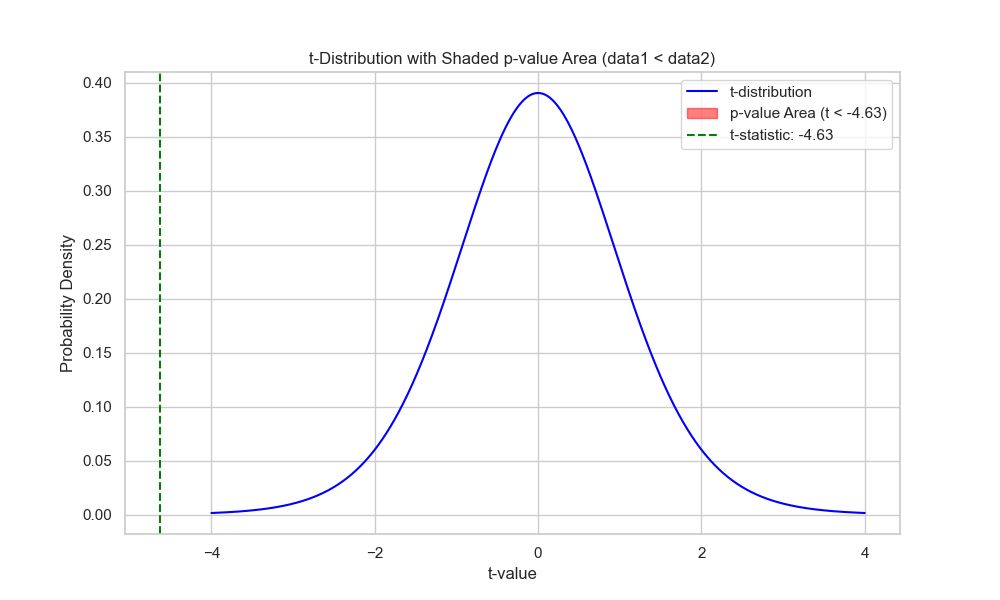 t-Distribution with Shaded p-value Area (data1 < data2)
t-distribution
p-value Area (t < -4.63)
t-statistic: -4.63
Probability Density
0.40
0.35
0.30
0.25
0.20
0.15
0.10
0.05
0.00
−4
−2
0
2
4
t-value